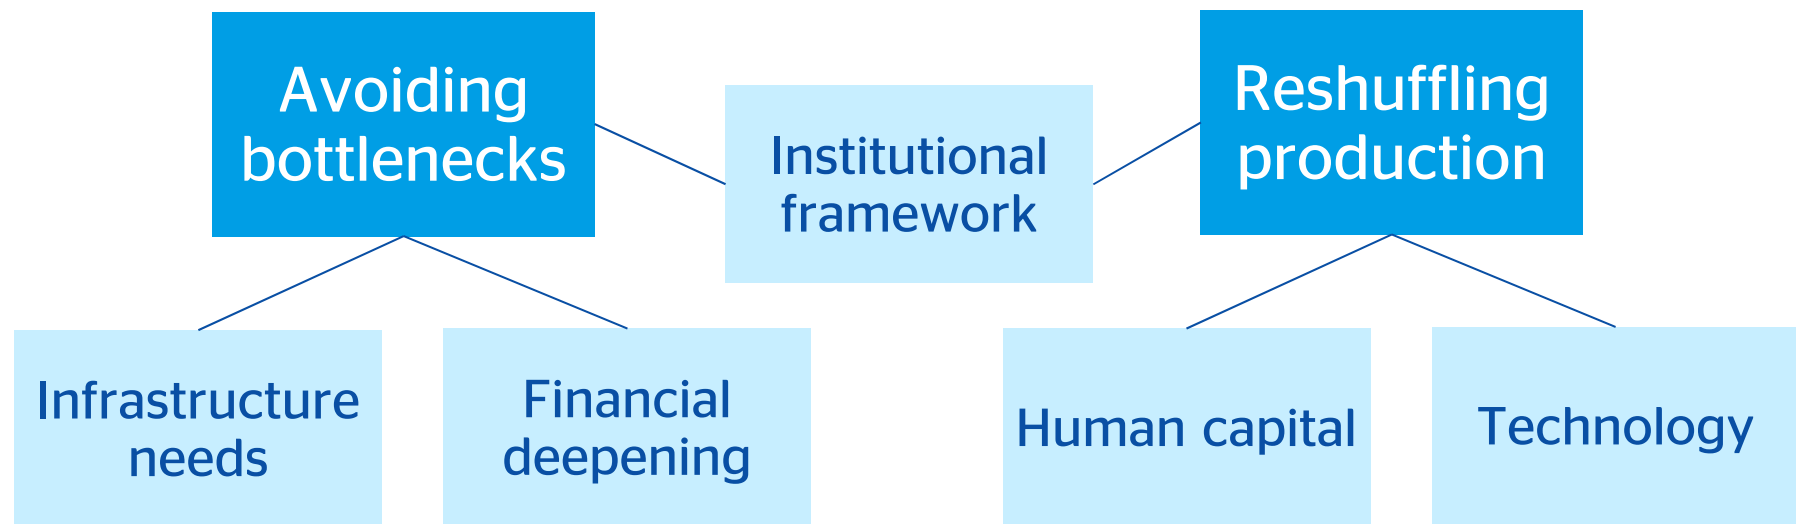 Avoiding
bottlenecks
Institutional
framework
Reshuffling
production
Infrastructure
needs
Financial
deepening
Human capital
Technology